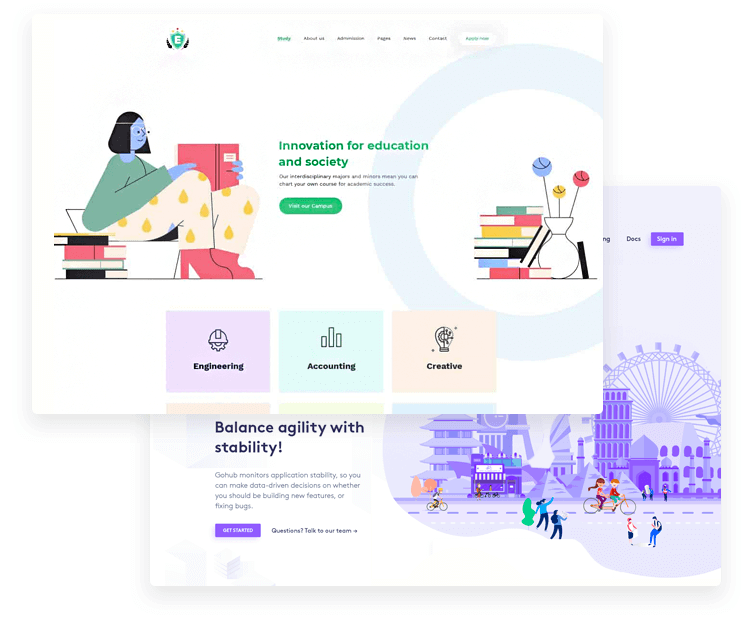 E
Study About us Admmission Pages News Contact Apply now
Innovation for education
and society
Our interdisciplinary majors and minors mean you can
chart your own course for academic success.
Visit our Campus
Engineering Accounting Creative
Docs Sign In
Balance agility with
stability!
Gohub monitors application stability, so you
can make data-driven decisions on whether
you should be building new features, or
fixing bugs.
GET STARTED Questions? Talk to our team →